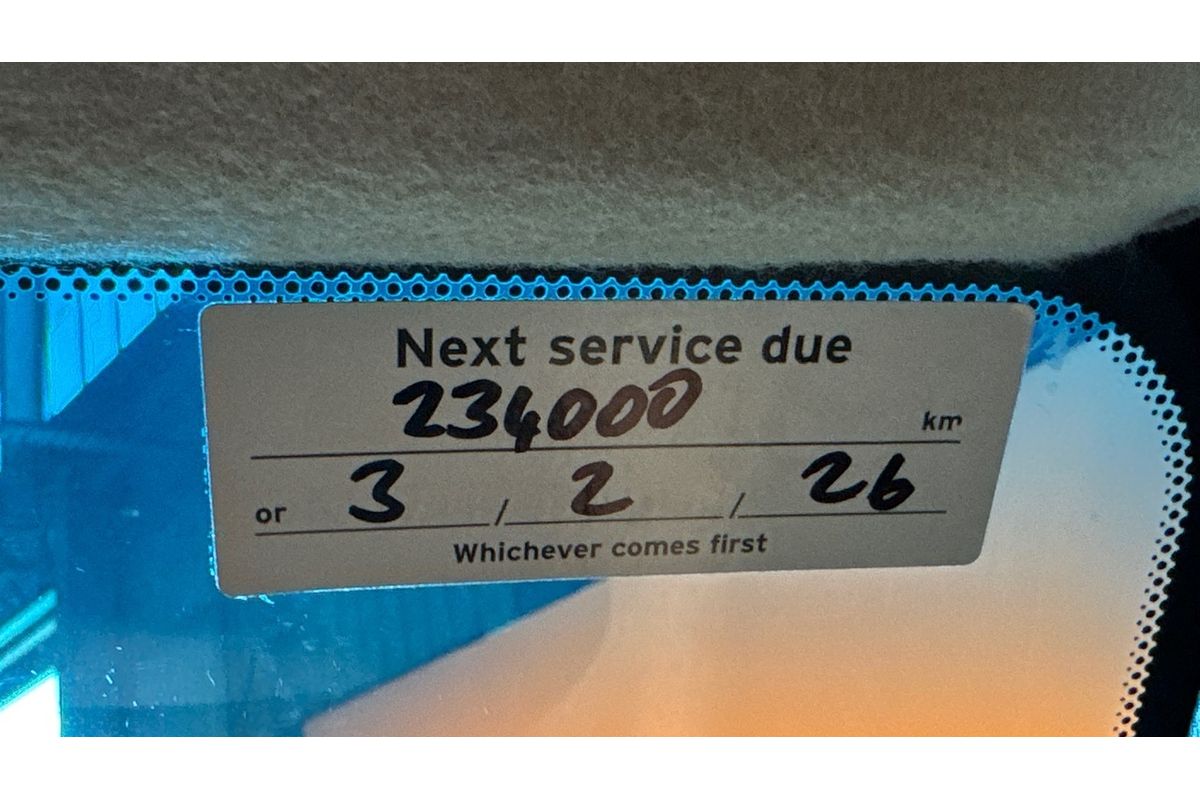 Next service due
234000 km
or 3 / 2 / 26
Whichever comes first